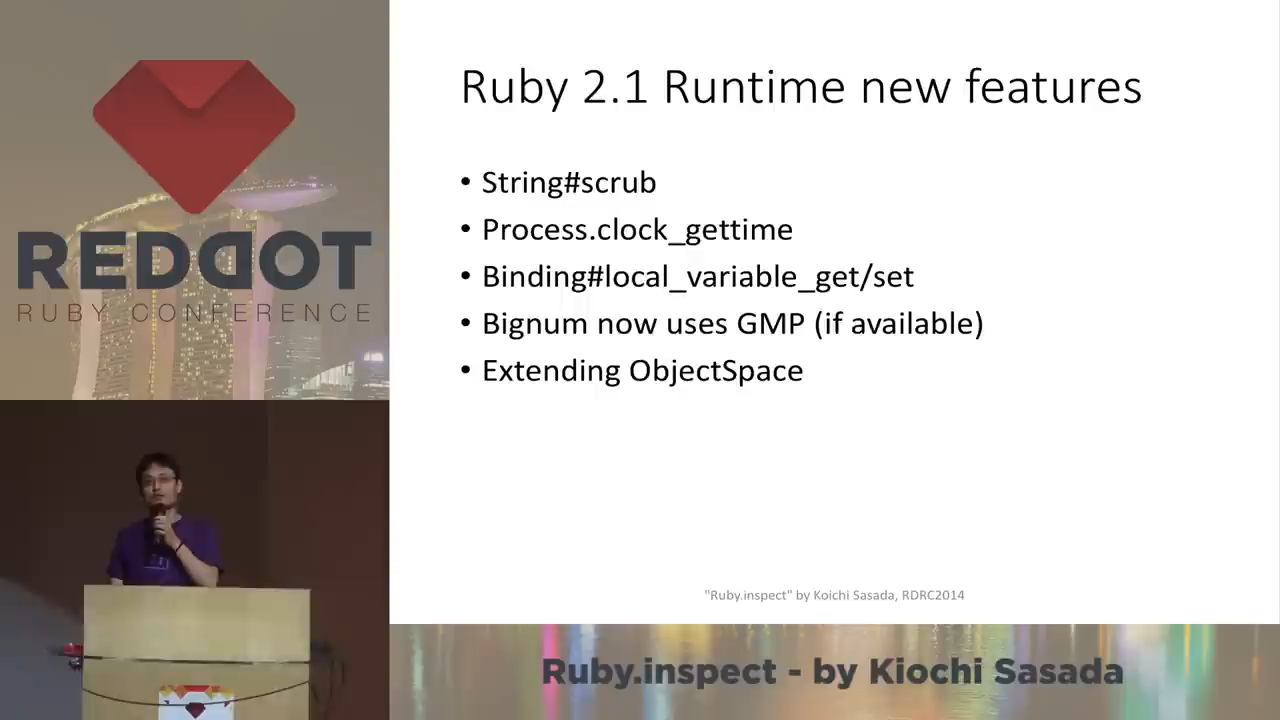 REDDOT
RUBY CONFERENCE
Ruby 2.1 Runtime new features
• String#scrub
• Process.clock_gettime
• Binding#local_variable_get/set
• Bignum now uses GMP (if available)
• Extending ObjectSpace
"Ruby.inspect" by Koichi Sasada, RDRC2014
Ruby.inspect - by Kiochi Sasada